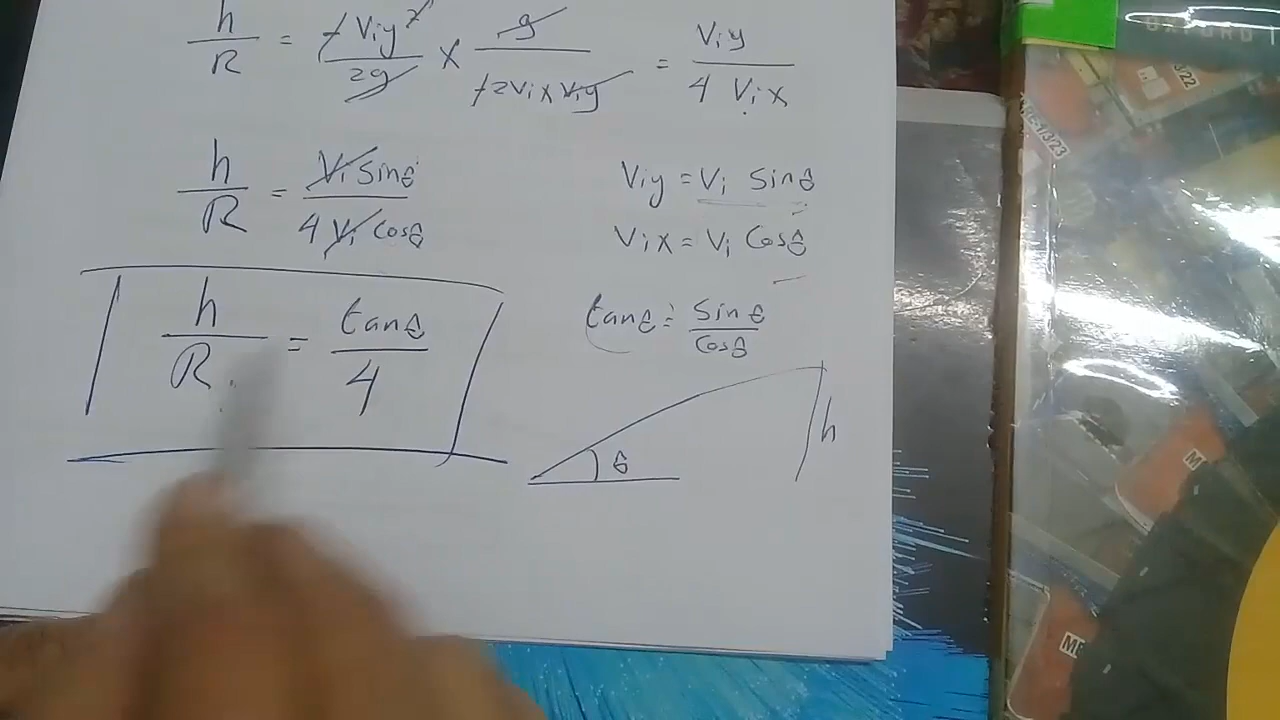 h/R = Viy²/2g × g/2Vix Viy = Viy/4 Vix
h/R = Vi sinθ/4 Vi cosθ
Viy = Vi sinθ
Vix = Vi cosθ
h/R = tanθ/4
tanθ = sinθ/cosθ
θ
h
OXFORD